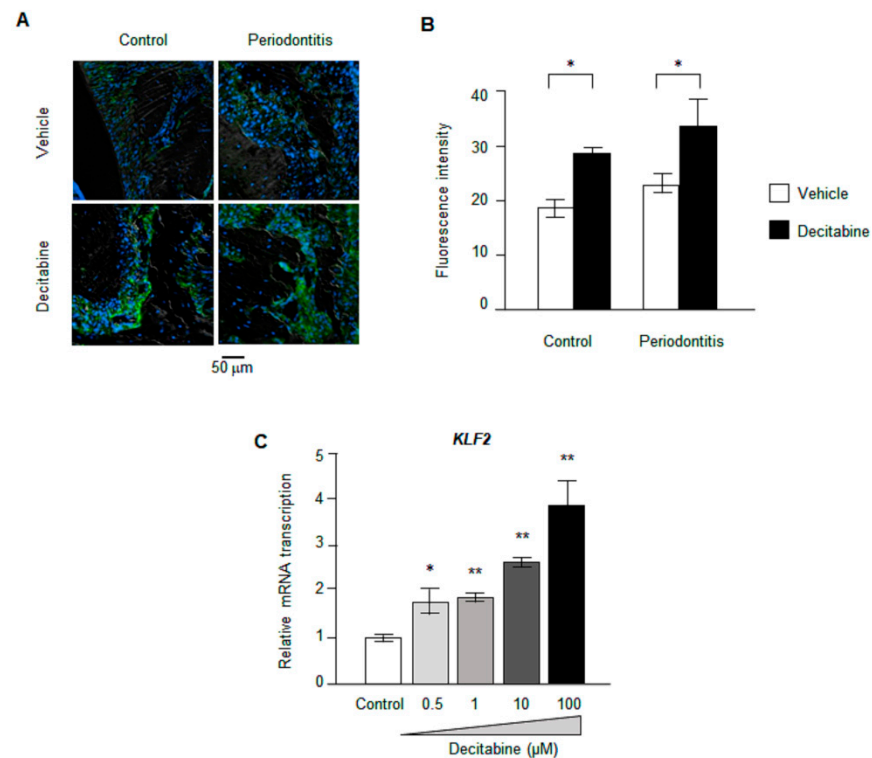 A
Control Periodontitis
Vehicle
Decitabine
50 μm
B
* *
Fluorescence intensity
40
30
20
10
0
Control Periodontitis
Vehicle
Decitabine
C
KLF2
Relative mRNA transcription
5
4
3
2
1
0
* ** ** **
Control 0.5 1 10 100
Decitabine (μM)